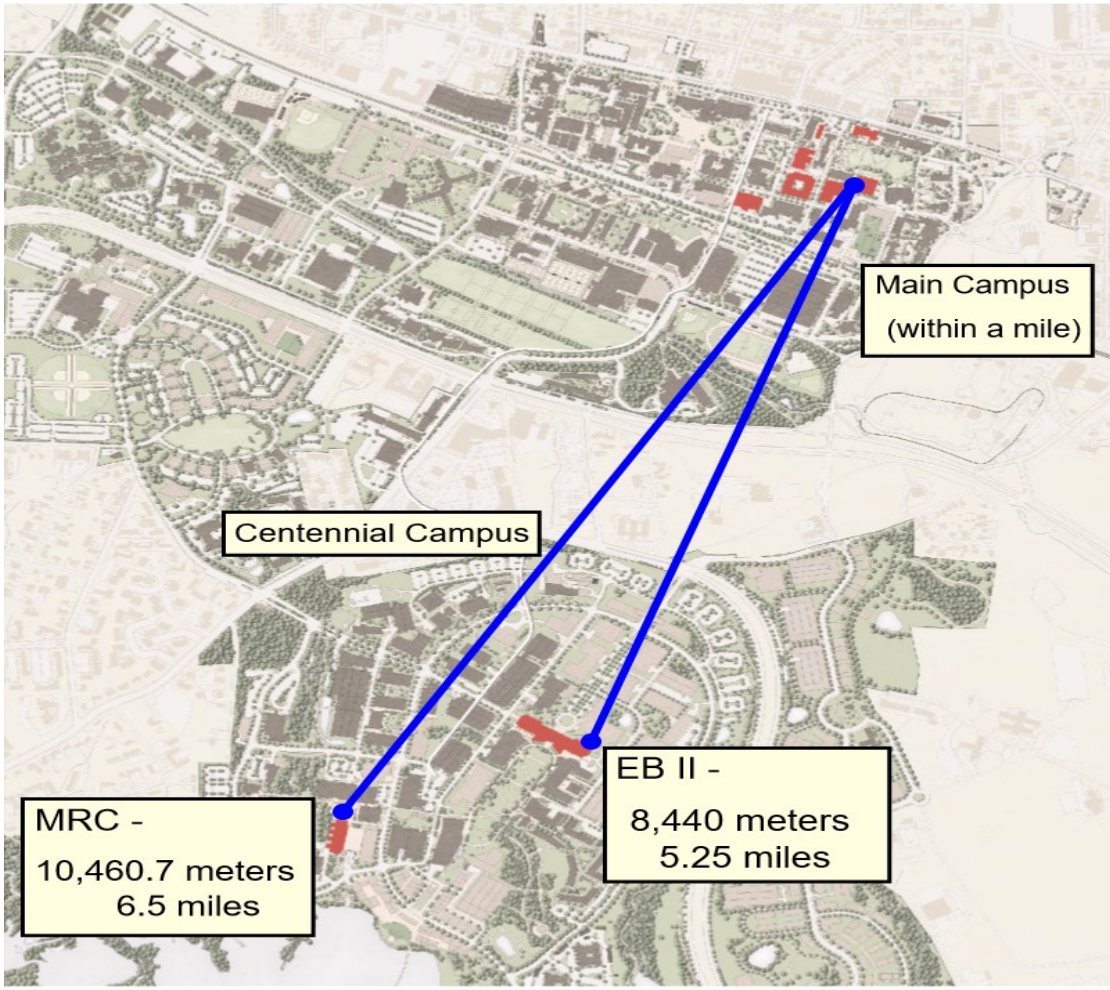 Main Campus
(within a mile)
Centennial Campus
EB II -
8,440 meters
5.25 miles
MRC -
10,460.7 meters
6.5 miles